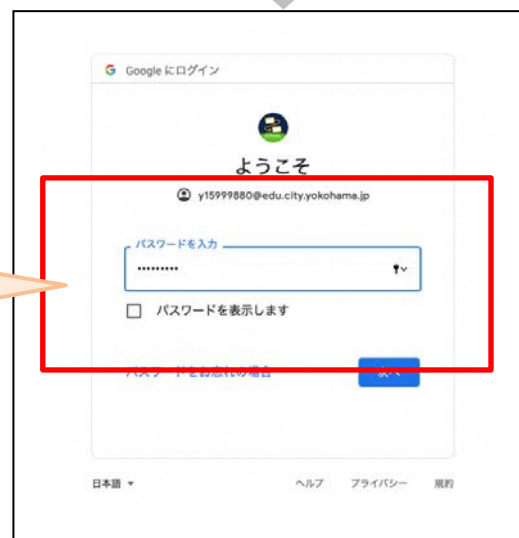 Google にログイン
ようこそ
y15999880@edu.city.yokohama.jp
パスワードを入力
•••••••••
パスワードを表示します
パスワードをお忘れの場合
次へ
日本語
ヘルプ プライバシー 規約